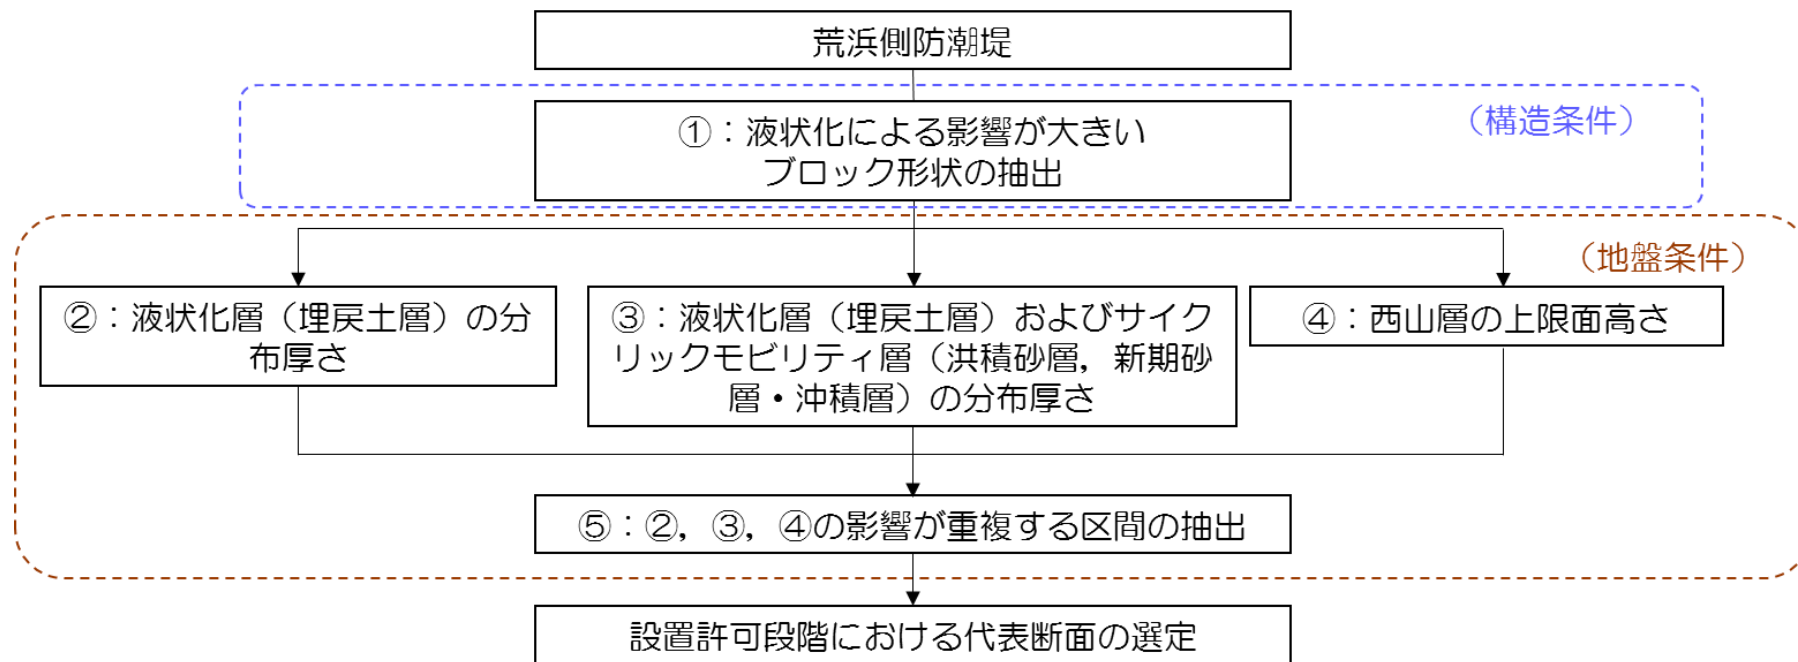 荒浜側防潮堤
(構造条件)
①：液状化による影響が大きい
ブロック形状の抽出
(地盤条件)
②：液状化層（埋戻土層）の分
布厚さ
③：液状化層（埋戻土層）およびサイク
リックモビリティ層（洪積砂層，新期砂
層・沖積層）の分布厚さ
④：西山層の上限面高さ
⑤：②，③，④の影響が重複する区間の抽出
設置許可段階における代表断面の選定